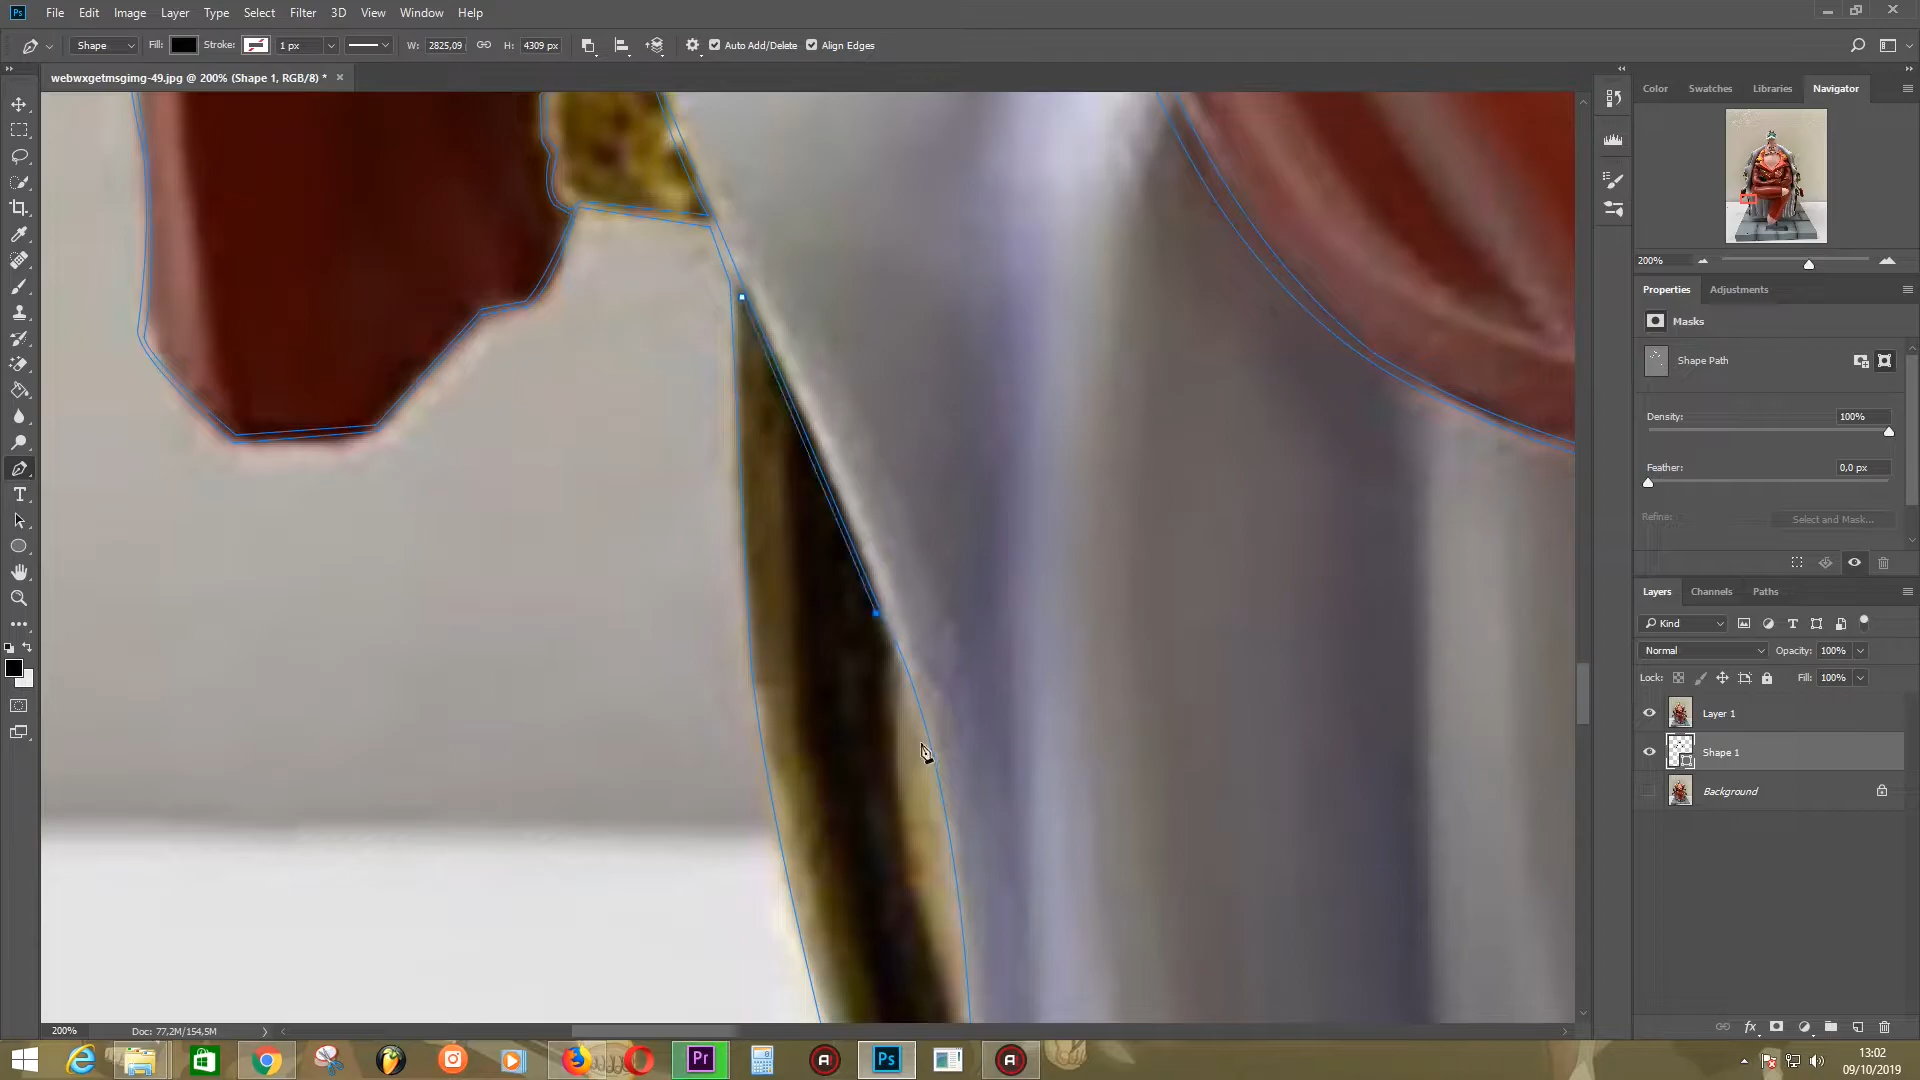 Ps File Edit Image Layer Type Select Filter 3D View Window Help
Shape Fill: Stroke: 1 px W: 2825,09 H: 4309 px Auto Add/Delete Align Edges
webwxgetmsgimg-49.jpg @ 200% (Shape 1, RGB/8) *
Color Swatches Libraries Navigator
200%
Properties Adjustments
Masks
Shape Path
Density: 100%
Feather: 0,0 px
Refine: Select and Mask...
Layers Channels Paths
Kind
Normal Opacity: 100%
Lock: Fill: 100%
Layer 1
Shape 1
Background
fx
200% Doc: 77,2M/154,5M
Pr Ps
13:02
09/10/2019